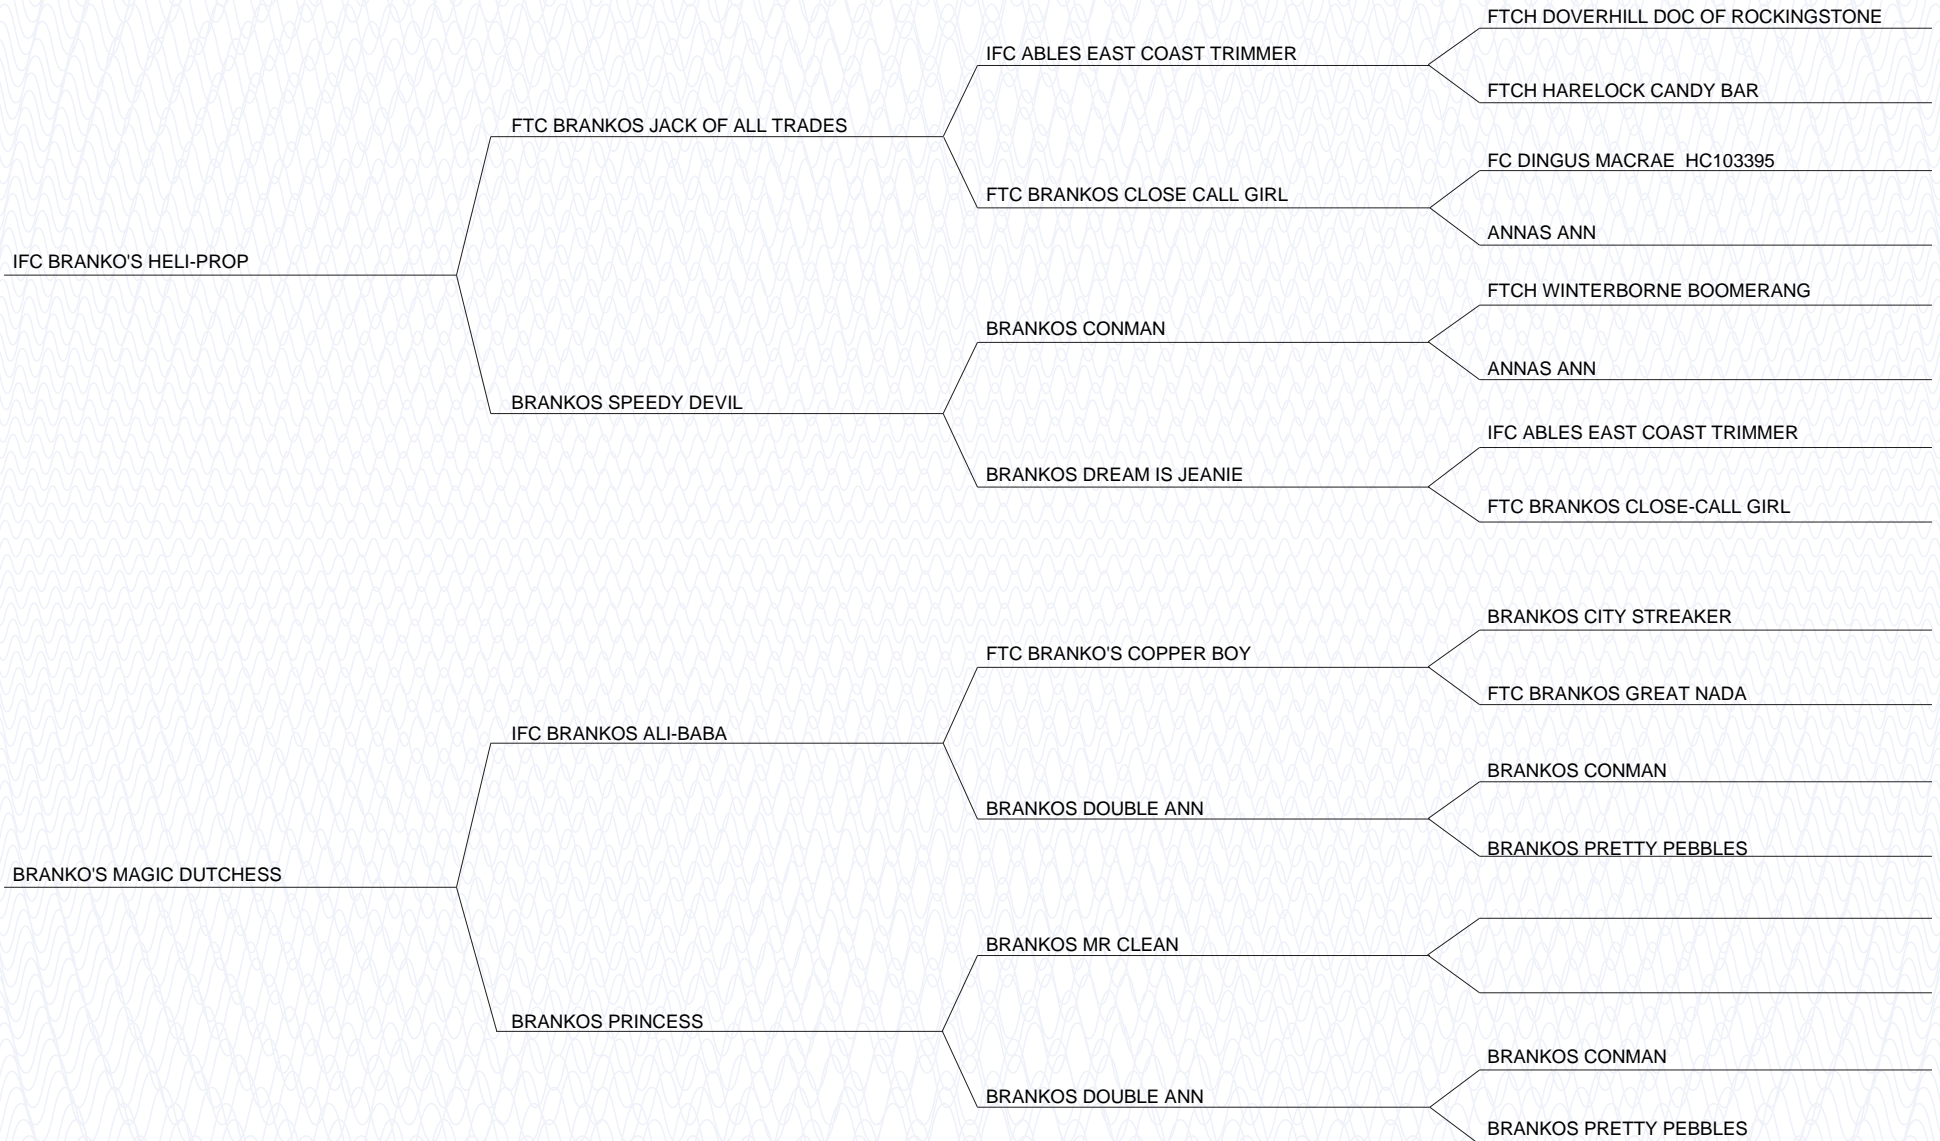 FTCH DOVERHILL DOC OF ROCKINGSTONE
IFC ABLES EAST COAST TRIMMER
FTCH HARELOCK CANDY BAR
FTC BRANKOS JACK OF ALL TRADES
FC DINGUS MACRAE  HC103395
FTC BRANKOS CLOSE CALL GIRL
ANNAS ANN
IFC BRANKO'S HELI-PROP
FTCH WINTERBORNE BOOMERANG
BRANKOS CONMAN
ANNAS ANN
BRANKOS SPEEDY DEVIL
IFC ABLES EAST COAST TRIMMER
BRANKOS DREAM IS JEANIE
FTC BRANKOS CLOSE-CALL GIRL
BRANKOS CITY STREAKER
FTC BRANKO'S COPPER BOY
FTC BRANKOS GREAT NADA
IFC BRANKOS ALI-BABA
BRANKOS CONMAN
BRANKOS DOUBLE ANN
BRANKOS PRETTY PEBBLES
BRANKO'S MAGIC DUTCHESS
BRANKOS MR CLEAN
BRANKOS PRINCESS
BRANKOS CONMAN
BRANKOS DOUBLE ANN
BRANKOS PRETTY PEBBLES